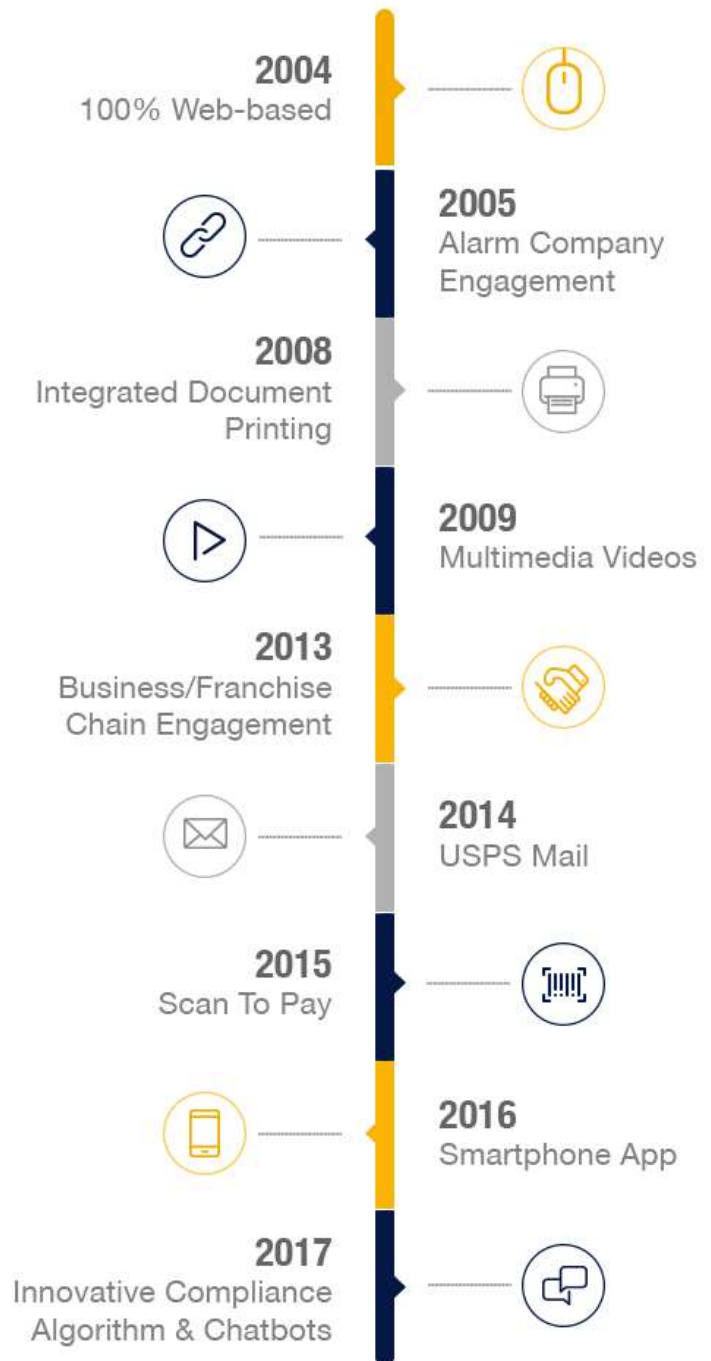 2004
100% Web-based
2005
Alarm Company
Engagement
2008
Integrated Document
Printing
2009
Multimedia Videos
2013
Business/Franchise
Chain Engagement
2014
USPS Mail
2015
Scan To Pay
2016
Smartphone App
2017
Innovative Compliance
Algorithm & Chatbots